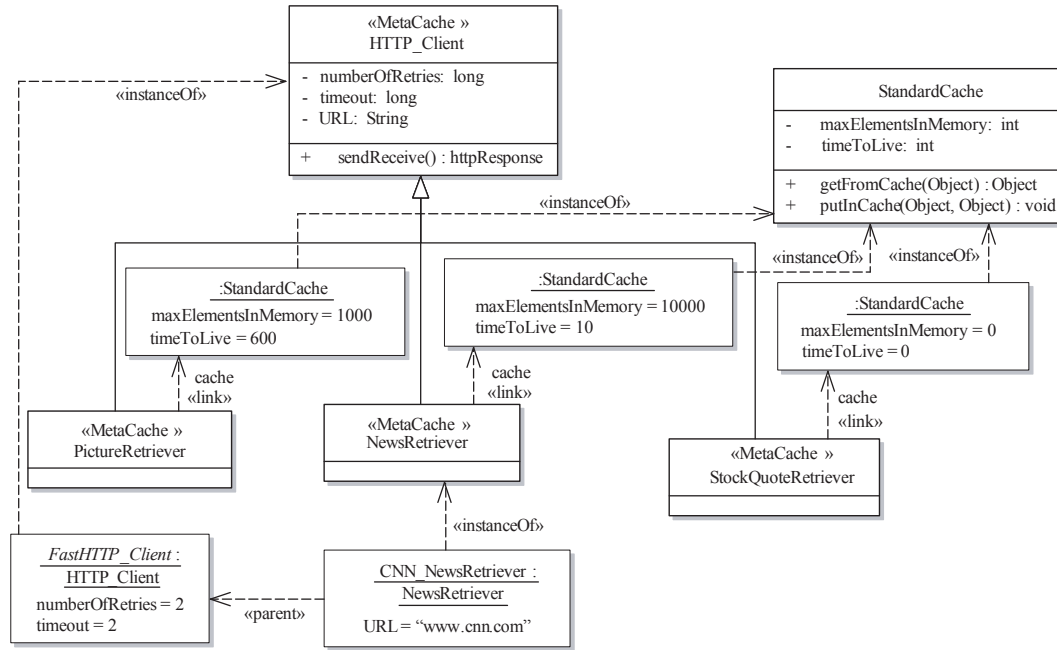 «MetaCache »
HTTP_Client
- numberOfRetries: long
- timeout: long
- URL: String
+ sendReceive() : httpResponse
«instanceOf»
StandardCache
- maxElementsInMemory: int
- timeToLive: int
+ getFromCache(Object) : Object
+ putInCache(Object, Object) : void
«instanceOf»
«instanceOf»
«instanceOf»
:StandardCache
maxElementsInMemory = 1000
timeToLive = 600
:StandardCache
maxElementsInMemory = 10000
timeToLive = 10
:StandardCache
maxElementsInMemory = 0
timeToLive = 0
cache
«link»
cache
«link»
cache
«link»
«MetaCache »
PictureRetriever
«MetaCache »
NewsRetriever
«MetaCache »
StockQuoteRetriever
«instanceOf»
FastHTTP_Client :
HTTP_Client
numberOfRetries = 2
timeout = 2
«parent»
CNN_NewsRetriever :
NewsRetriever
URL = “www.cnn.com”